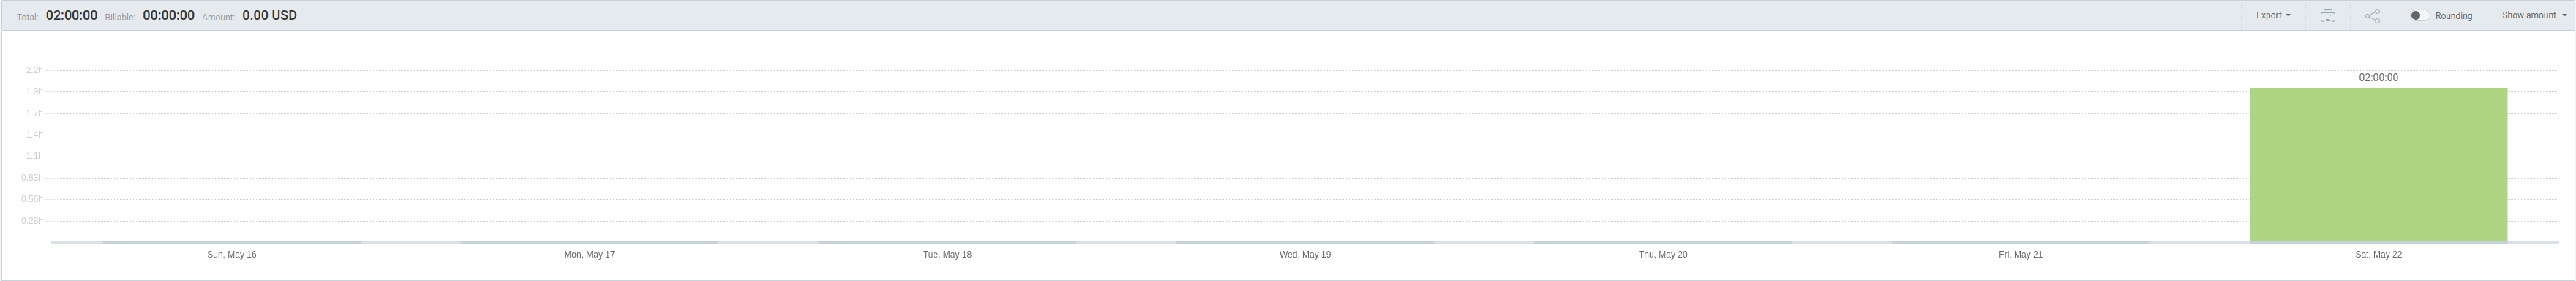 Total: 02:00:00 Billable: 00:00:00 Amount: 0.00 USD Export Rounding Show amount
2.2h
02:00:00
1.9h
1.7h
1.4h
1.1h
0.83h
0.56h
0.28h
Sun, May 16 Mon, May 17 Tue, May 18 Wed, May 19 Thu, May 20 Fri, May 21 Sat, May 22